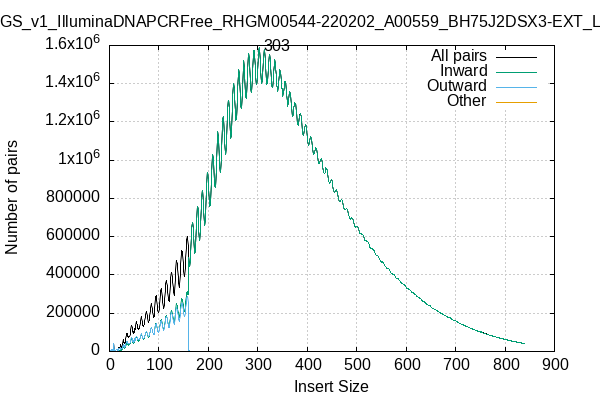 GS_v1_IlluminaDNAPCRFree_RHGM00544-220202_A00559_BH75J2DSX3-EXT_L
303
All pairs
Inward
Outward
Other
1.6x10⁶
1.4x10⁶
1.2x10⁶
1x10⁶
800000
600000
400000
200000
0
Number of pairs
0 100 200 300 400 500 600 700 800 900
Insert Size